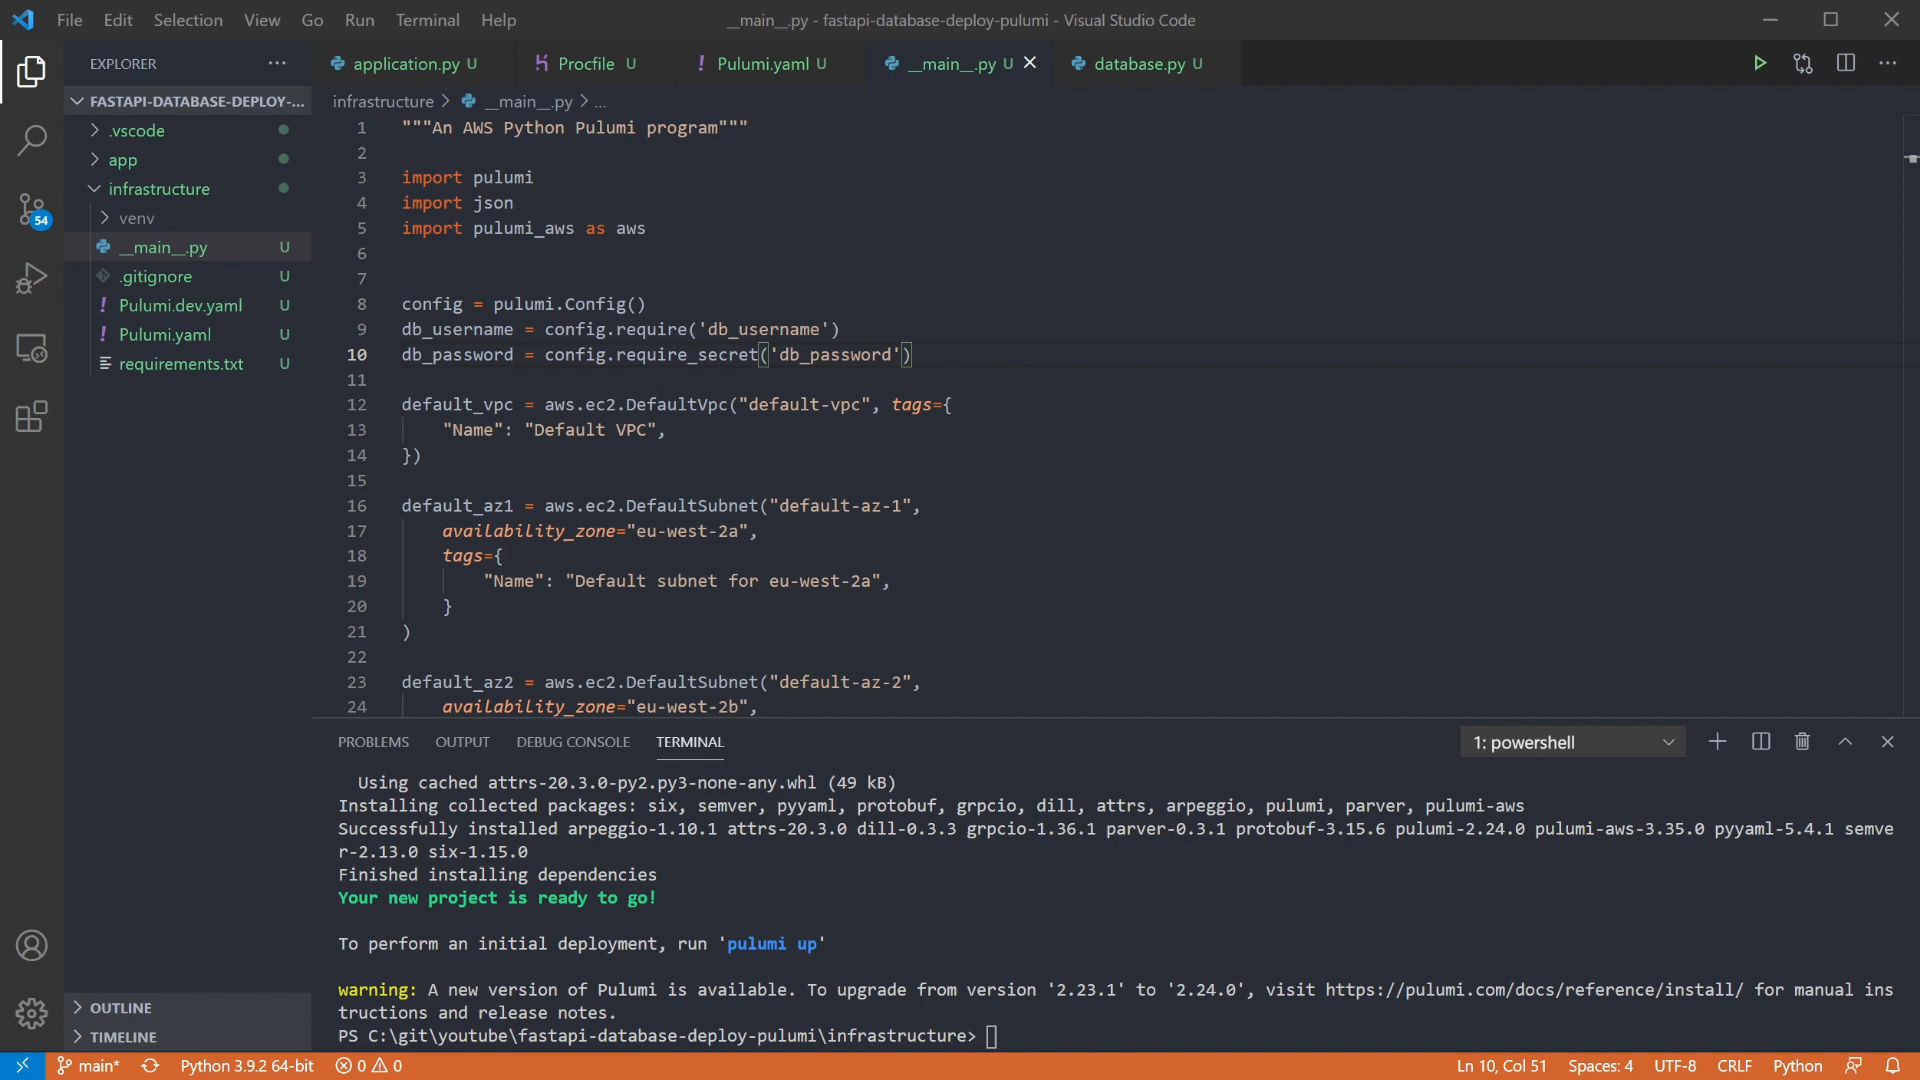 File Edit Selection View Go Run Terminal Help
__main__.py - fastapi-database-deploy-pulumi - Visual Studio Code
EXPLORER ···
application.py U
Procfile U
! Pulumi.yaml U
__main__.py U
database.py U
FASTAPI-DATABASE-DEPLOY-...
.vscode
app
infrastructure
venv
__main__.py U
.gitignore U
! Pulumi.dev.yaml U
! Pulumi.yaml U
requirements.txt U
OUTLINE
TIMELINE
54
infrastructure > __main__.py > ...
1 """An AWS Python Pulumi program"""
2
3 import pulumi
4 import json
5 import pulumi_aws as aws
6
7
8 config = pulumi.Config()
9 db_username = config.require('db_username')
10 db_password = config.require_secret('db_password')
11
12 default_vpc = aws.ec2.DefaultVpc("default-vpc", tags={
13 "Name": "Default VPC",
14 })
15
16 default_az1 = aws.ec2.DefaultSubnet("default-az-1",
17 availability_zone="eu-west-2a",
18 tags={
19 "Name": "Default subnet for eu-west-2a",
20 }
21 )
22
23 default_az2 = aws.ec2.DefaultSubnet("default-az-2",
24 availability_zone="eu-west-2b",
PROBLEMS OUTPUT DEBUG CONSOLE TERMINAL
1: powershell
Using cached attrs-20.3.0-py2.py3-none-any.whl (49 kB)
Installing collected packages: six, semver, pyyaml, protobuf, grpcio, dill, attrs, arpeggio, pulumi, parver, pulumi-aws
Successfully installed arpeggio-1.10.1 attrs-20.3.0 dill-0.3.3 grpcio-1.36.1 parver-0.3.1 protobuf-3.15.6 pulumi-2.24.0 pulumi-aws-3.35.0 pyyaml-5.4.1 semve
r-2.13.0 six-1.15.0
Finished installing dependencies
Your new project is ready to go!
To perform an initial deployment, run 'pulumi up'
warning: A new version of Pulumi is available. To upgrade from version '2.23.1' to '2.24.0', visit https://pulumi.com/docs/reference/install/ for manual ins
tructions and release notes.
PS C:\git\youtube\fastapi-database-deploy-pulumi\infrastructure>
main* Python 3.9.2 64-bit 0 0 Ln 10, Col 51 Spaces: 4 UTF-8 CRLF Python